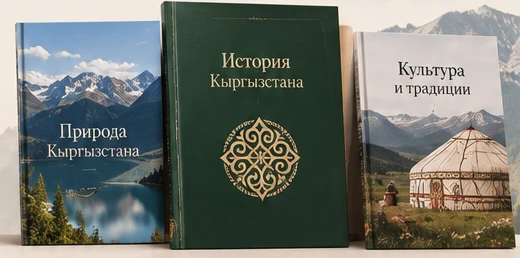 Природа
Кыргызстана
История
Кыргызстана
Культура
и традиции